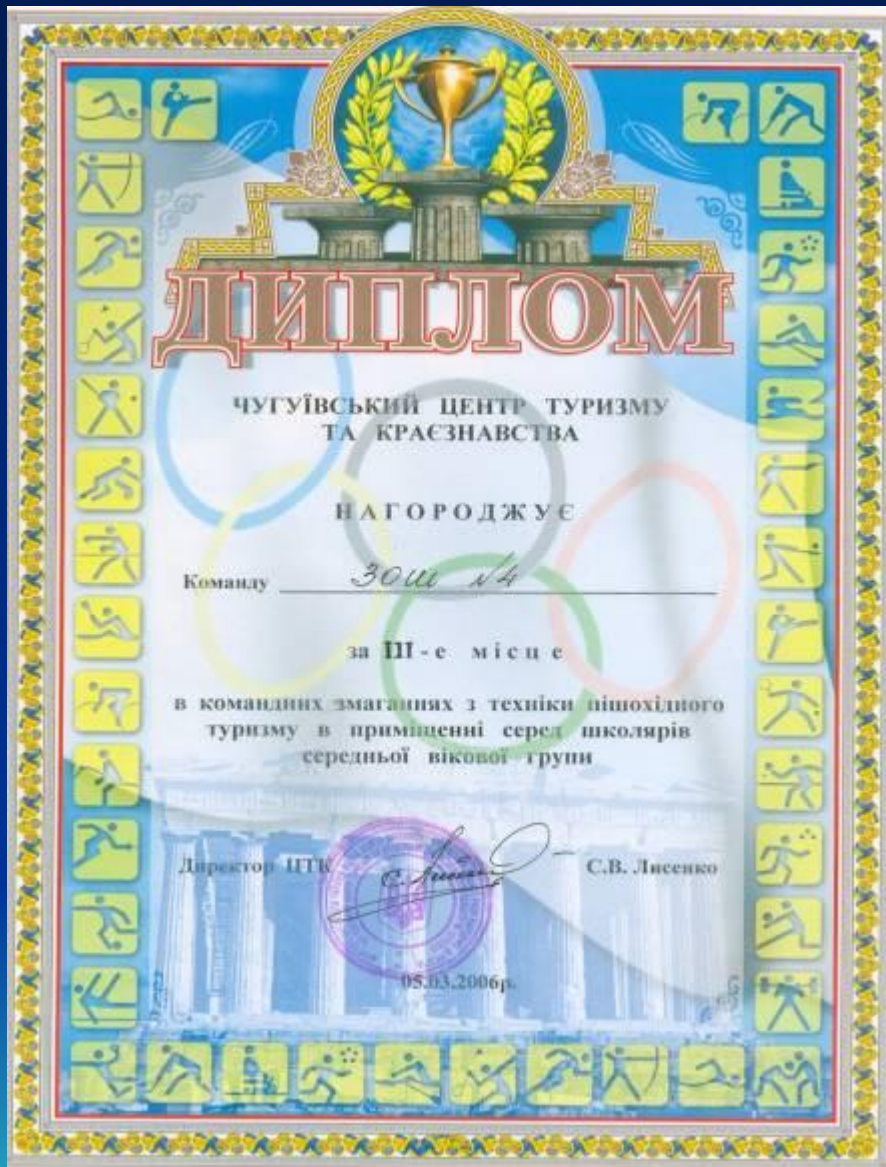 ДИПЛОМ
ЧУГУЇВСЬКИЙ ЦЕНТР ТУРИЗМУ
ТА КРАЄЗНАВСТВА
НАГОРОДЖУЄ
Команду ЗОШ №4
за III-е місце
в командних змаганнях з техніки пішохідного
туризму в приміщенні серед школярів
середньої вікової групи
Директор ЦТК С.В. Лисенко
05.03.2006р.